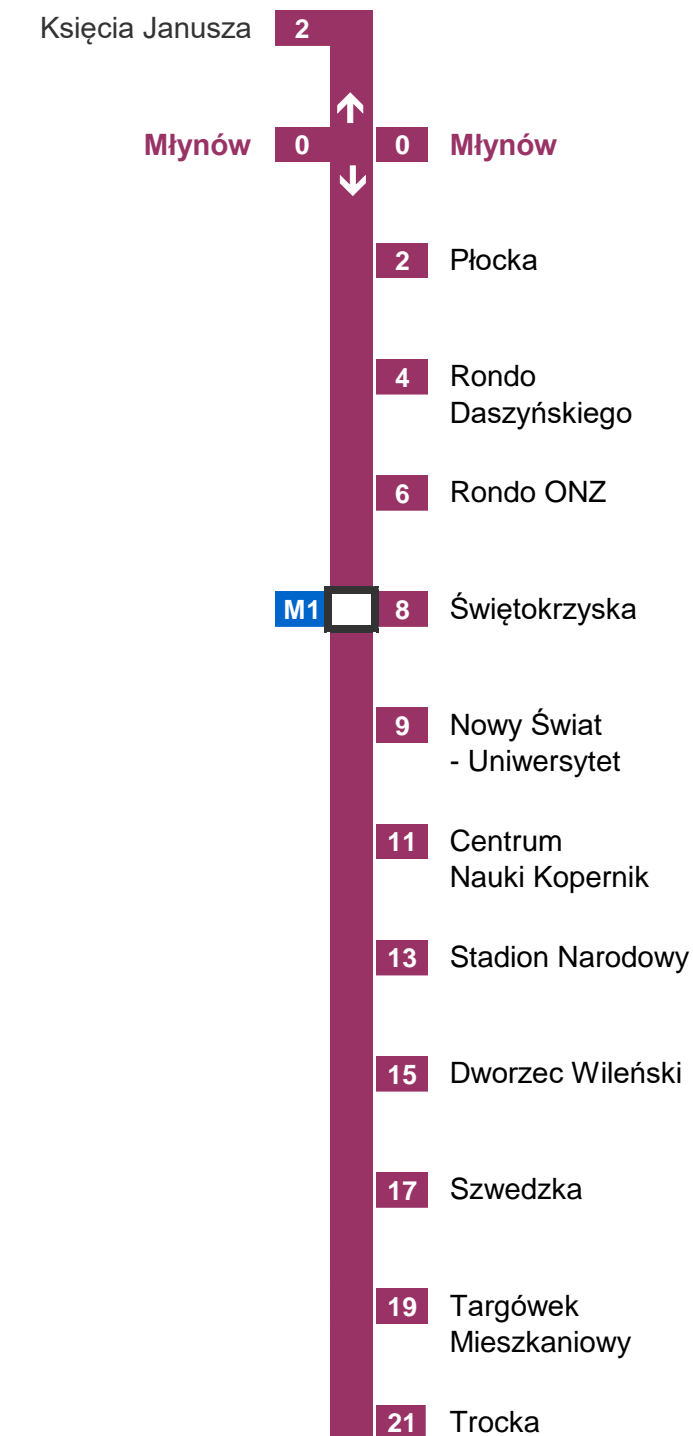 Księcia Janusza 2
Młynów 0 0 Młynów
2 Płocka
4 Rondo
Daszyńskiego
6 Rondo ONZ
M1 8 Świętokrzyska
9 Nowy Świat
- Uniwersytet
11 Centrum
Nauki Kopernik
13 Stadion Narodowy
15 Dworzec Wileński
17 Szwedzka
19 Targówek
Mieszkaniowy
21 Trocka